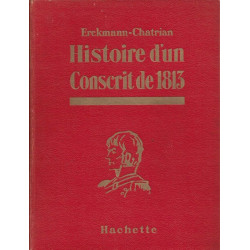 Erckmann-Chatrian
Histoire d'un
Conscrit de 1813
Hachette